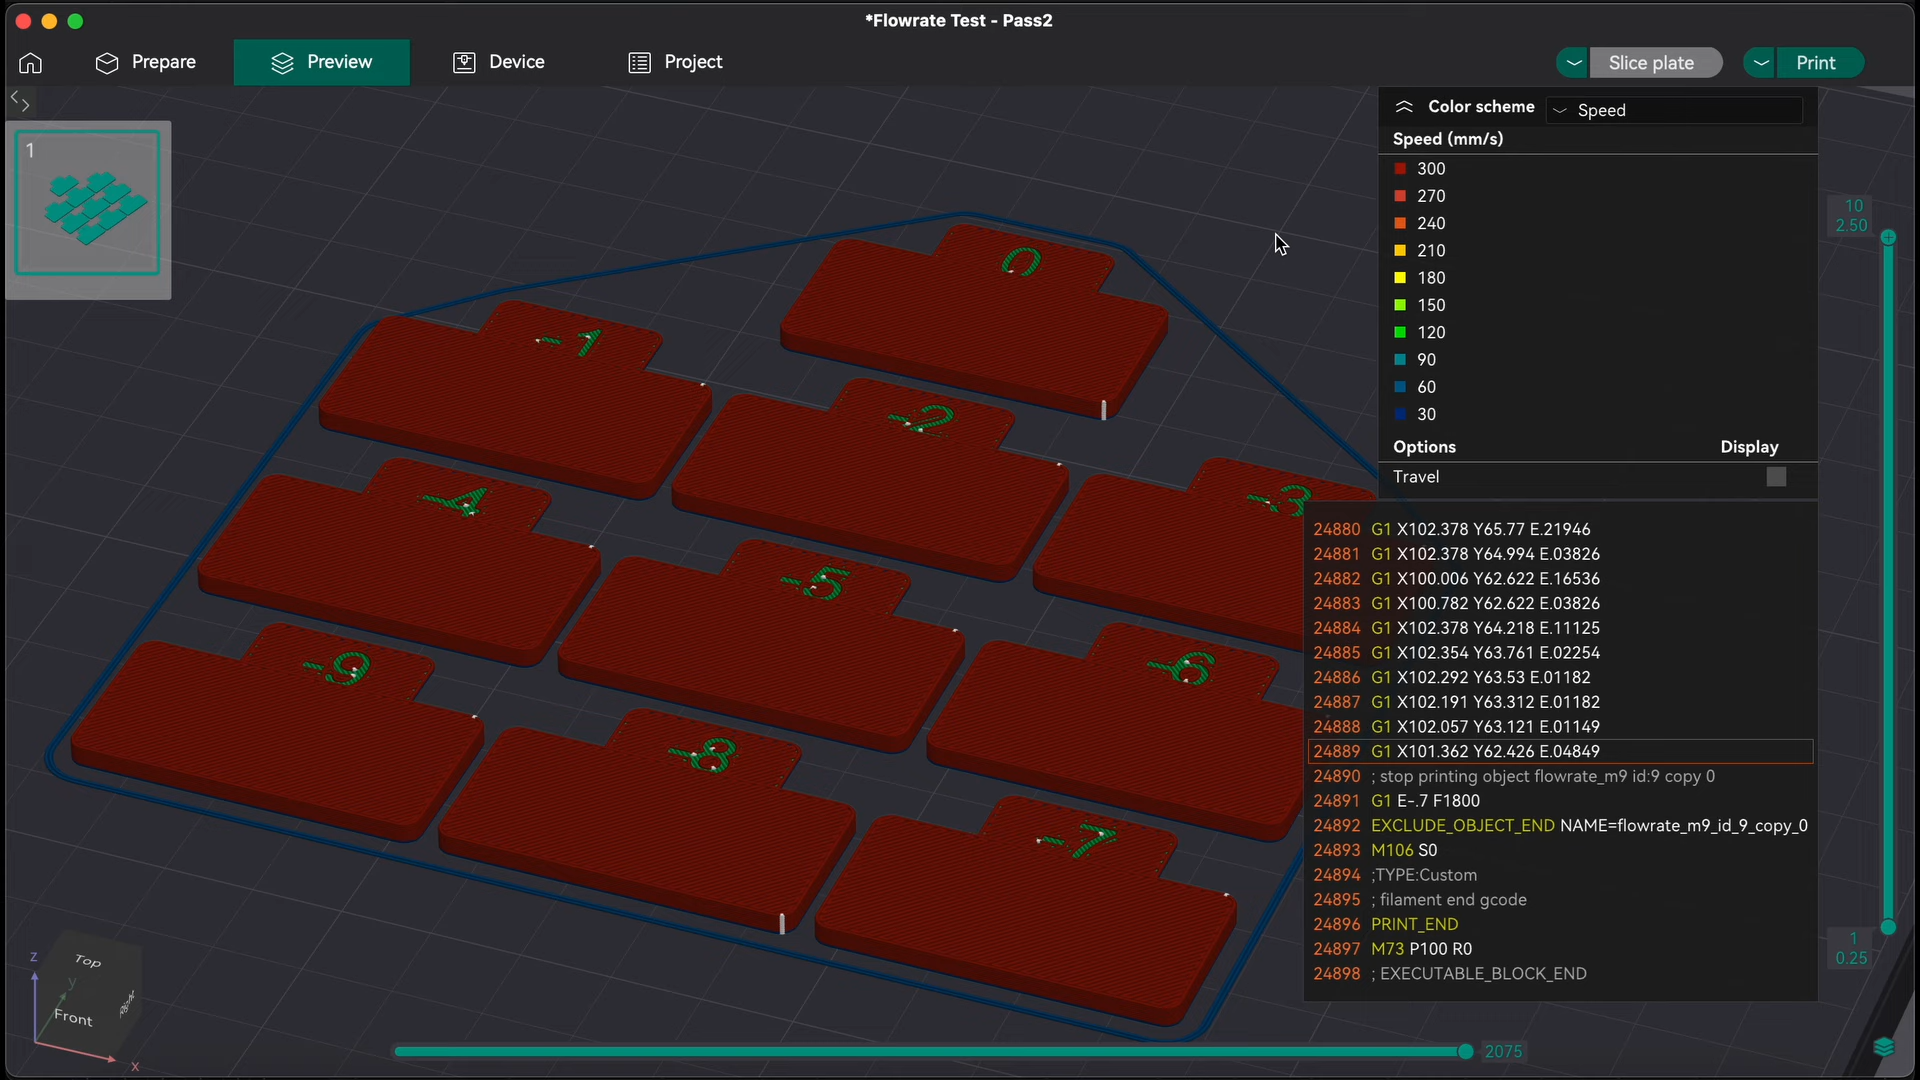 *Flowrate Test - Pass2
Prepare
Preview
Device
Project
Slice plate
Print
1
Color scheme
Speed
Speed (mm/s)
300
270
240
210
180
150
120
90
60
30
Options Display
Travel
10
2.50
0
-1
-2
-3
-4
-5
-6
-9
-8
-7
24880 G1 X102.378 Y65.77 E.21946
24881 G1 X102.378 Y64.994 E.03826
24882 G1 X100.006 Y62.622 E.16536
24883 G1 X100.782 Y62.622 E.03826
24884 G1 X102.378 Y64.218 E.11125
24885 G1 X102.354 Y63.761 E.02254
24886 G1 X102.292 Y63.53 E.01182
24887 G1 X102.191 Y63.312 E.01182
24888 G1 X102.057 Y63.121 E.01149
24889 G1 X101.362 Y62.426 E.04849
24890 ; stop printing object flowrate_m9 id:9 copy 0
24891 G1 E-.7 F1800
24892 EXCLUDE_OBJECT_END NAME=flowrate_m9_id_9_copy_0
24893 M106 S0
24894 ;TYPE:Custom
24895 ; filament end gcode
24896 PRINT_END
24897 M73 P100 R0
24898 ; EXECUTABLE_BLOCK_END
1
0.25
z
Top
y
Front
Right
x
2075